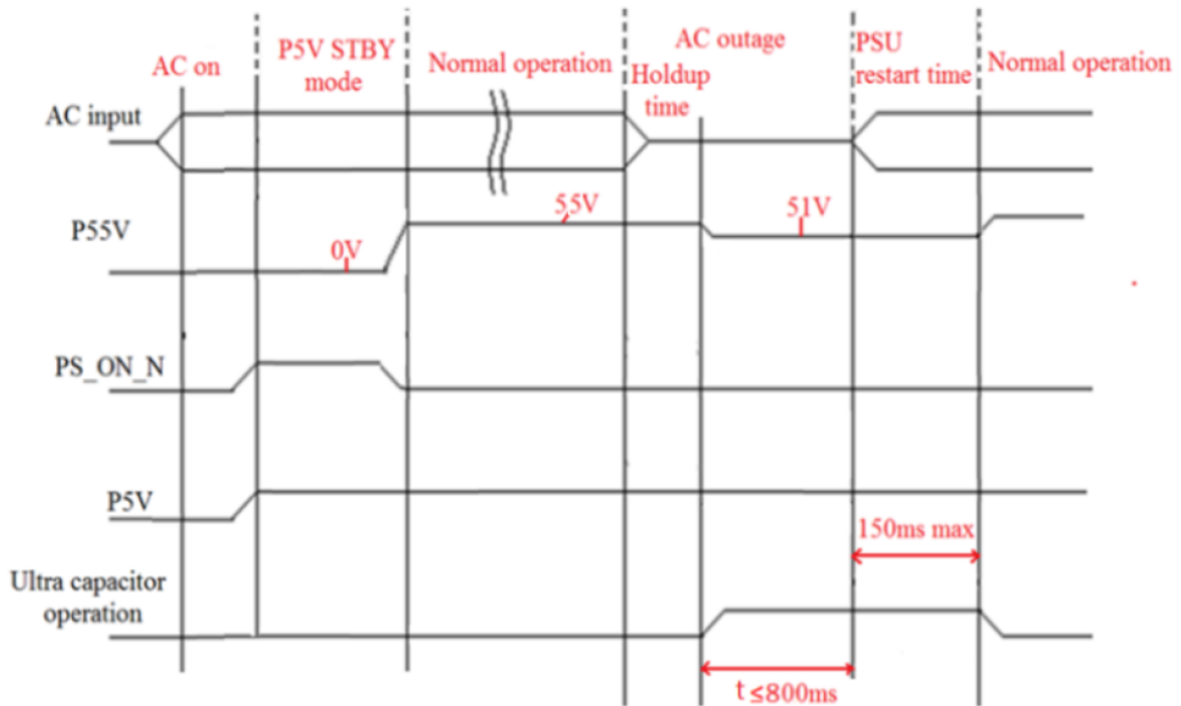 AC on
P5V STBY
mode
Normal operation
AC outage
Holdup
time
PSU
restart time
Normal operation
AC input
P55V
0V
55V
51V
PS_ON_N
P5V
150ms max
Ultra capacitor
operation
t≤800ms